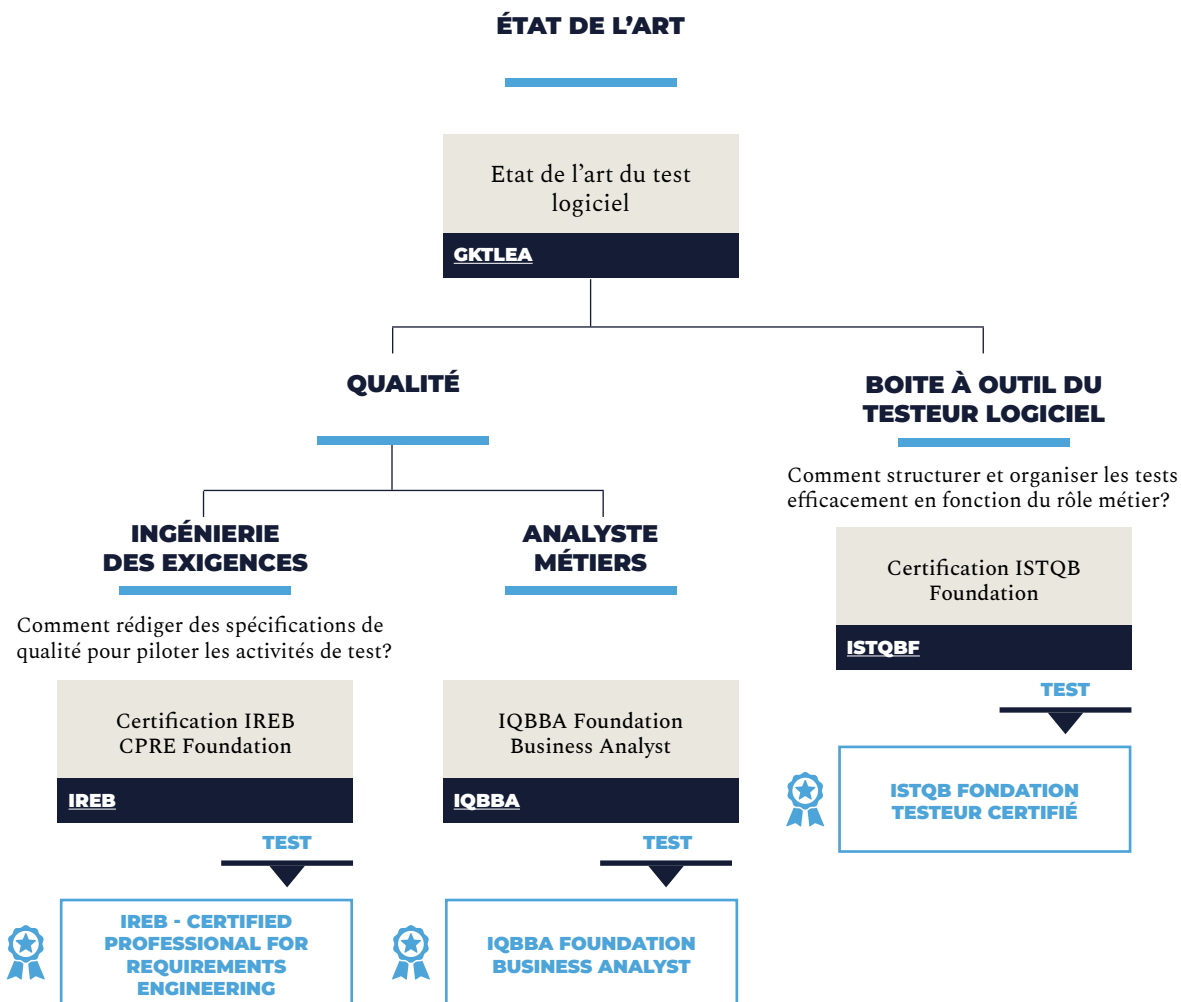 ÉTAT DE L’ART
Etat de l’art du test
logiciel
GKTLEA
QUALITÉ
BOITE À OUTIL DU
TESTEUR LOGICIEL
Comment structurer et organiser les tests
efficacement en fonction du rôle métier?
Certification ISTQB
Foundation
ISTQBF
TEST
ISTQB FONDATION
TESTEUR CERTIFIÉ
INGÉNIERIE
DES EXIGENCES
Comment rédiger des spécifications de
qualité pour piloter les activités de test?
Certification IREB
CPRE Foundation
IREB
TEST
IREB - CERTIFIED
PROFESSIONAL FOR
REQUIREMENTS
ENGINEERING
ANALYSTE
MÉTIERS
IQBBA Foundation
Business Analyst
IQBBA
TEST
IQBBA FOUNDATION
BUSINESS ANALYST